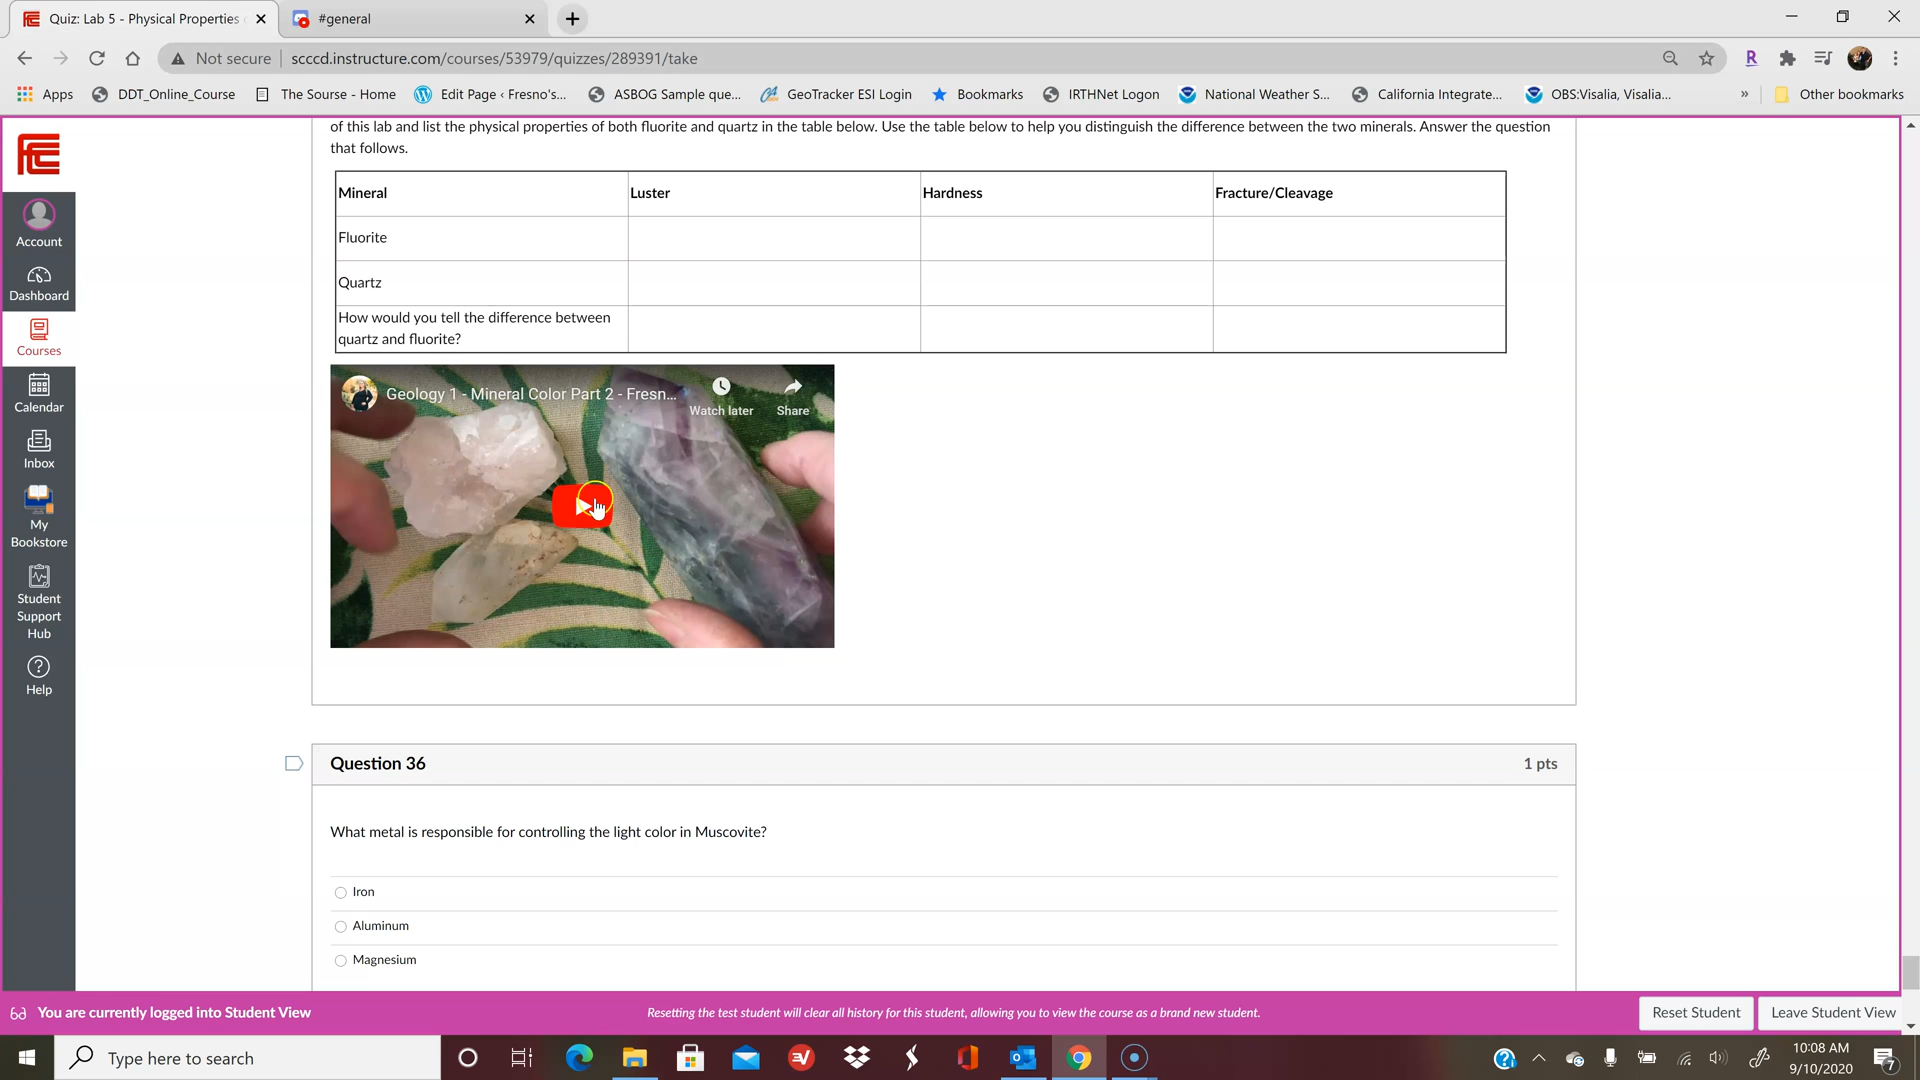 Quiz: Lab 5 - Physical Properties
#general
Not secure
scccd.instructure.com/courses/53979/quizzes/289391/take
R
Apps
DDT_Online_Course
The Sourse - Home
Edit Page ‹ Fresno's...
ASBOG Sample que...
GeoTracker ESI Login
Bookmarks
IRTHNet Logon
National Weather S...
California Integrate...
OBS:Visalia, Visalia...
»
Other bookmarks
Account
Dashboard
Courses
Calendar
Inbox
My
Bookstore
Student
Support
Hub
Help
of this lab and list the physical properties of both fluorite and quartz in the table below. Use the table below to help you distinguish the difference between the two minerals. Answer the question
that follows.
Mineral
Luster
Hardness
Fracture/Cleavage
Fluorite
Quartz
How would you tell the difference between
quartz and fluorite?
Geology 1 - Mineral Color Part 2 - Fresn...
Watch later
Share
Question 36
1 pts
What metal is responsible for controlling the light color in Muscovite?
Iron
Aluminum
Magnesium
You are currently logged into Student View
Resetting the test student will clear all history for this student, allowing you to view the course as a brand new student.
Reset Student
Leave Student View
Type here to search
10:08 AM
9/10/2020
7